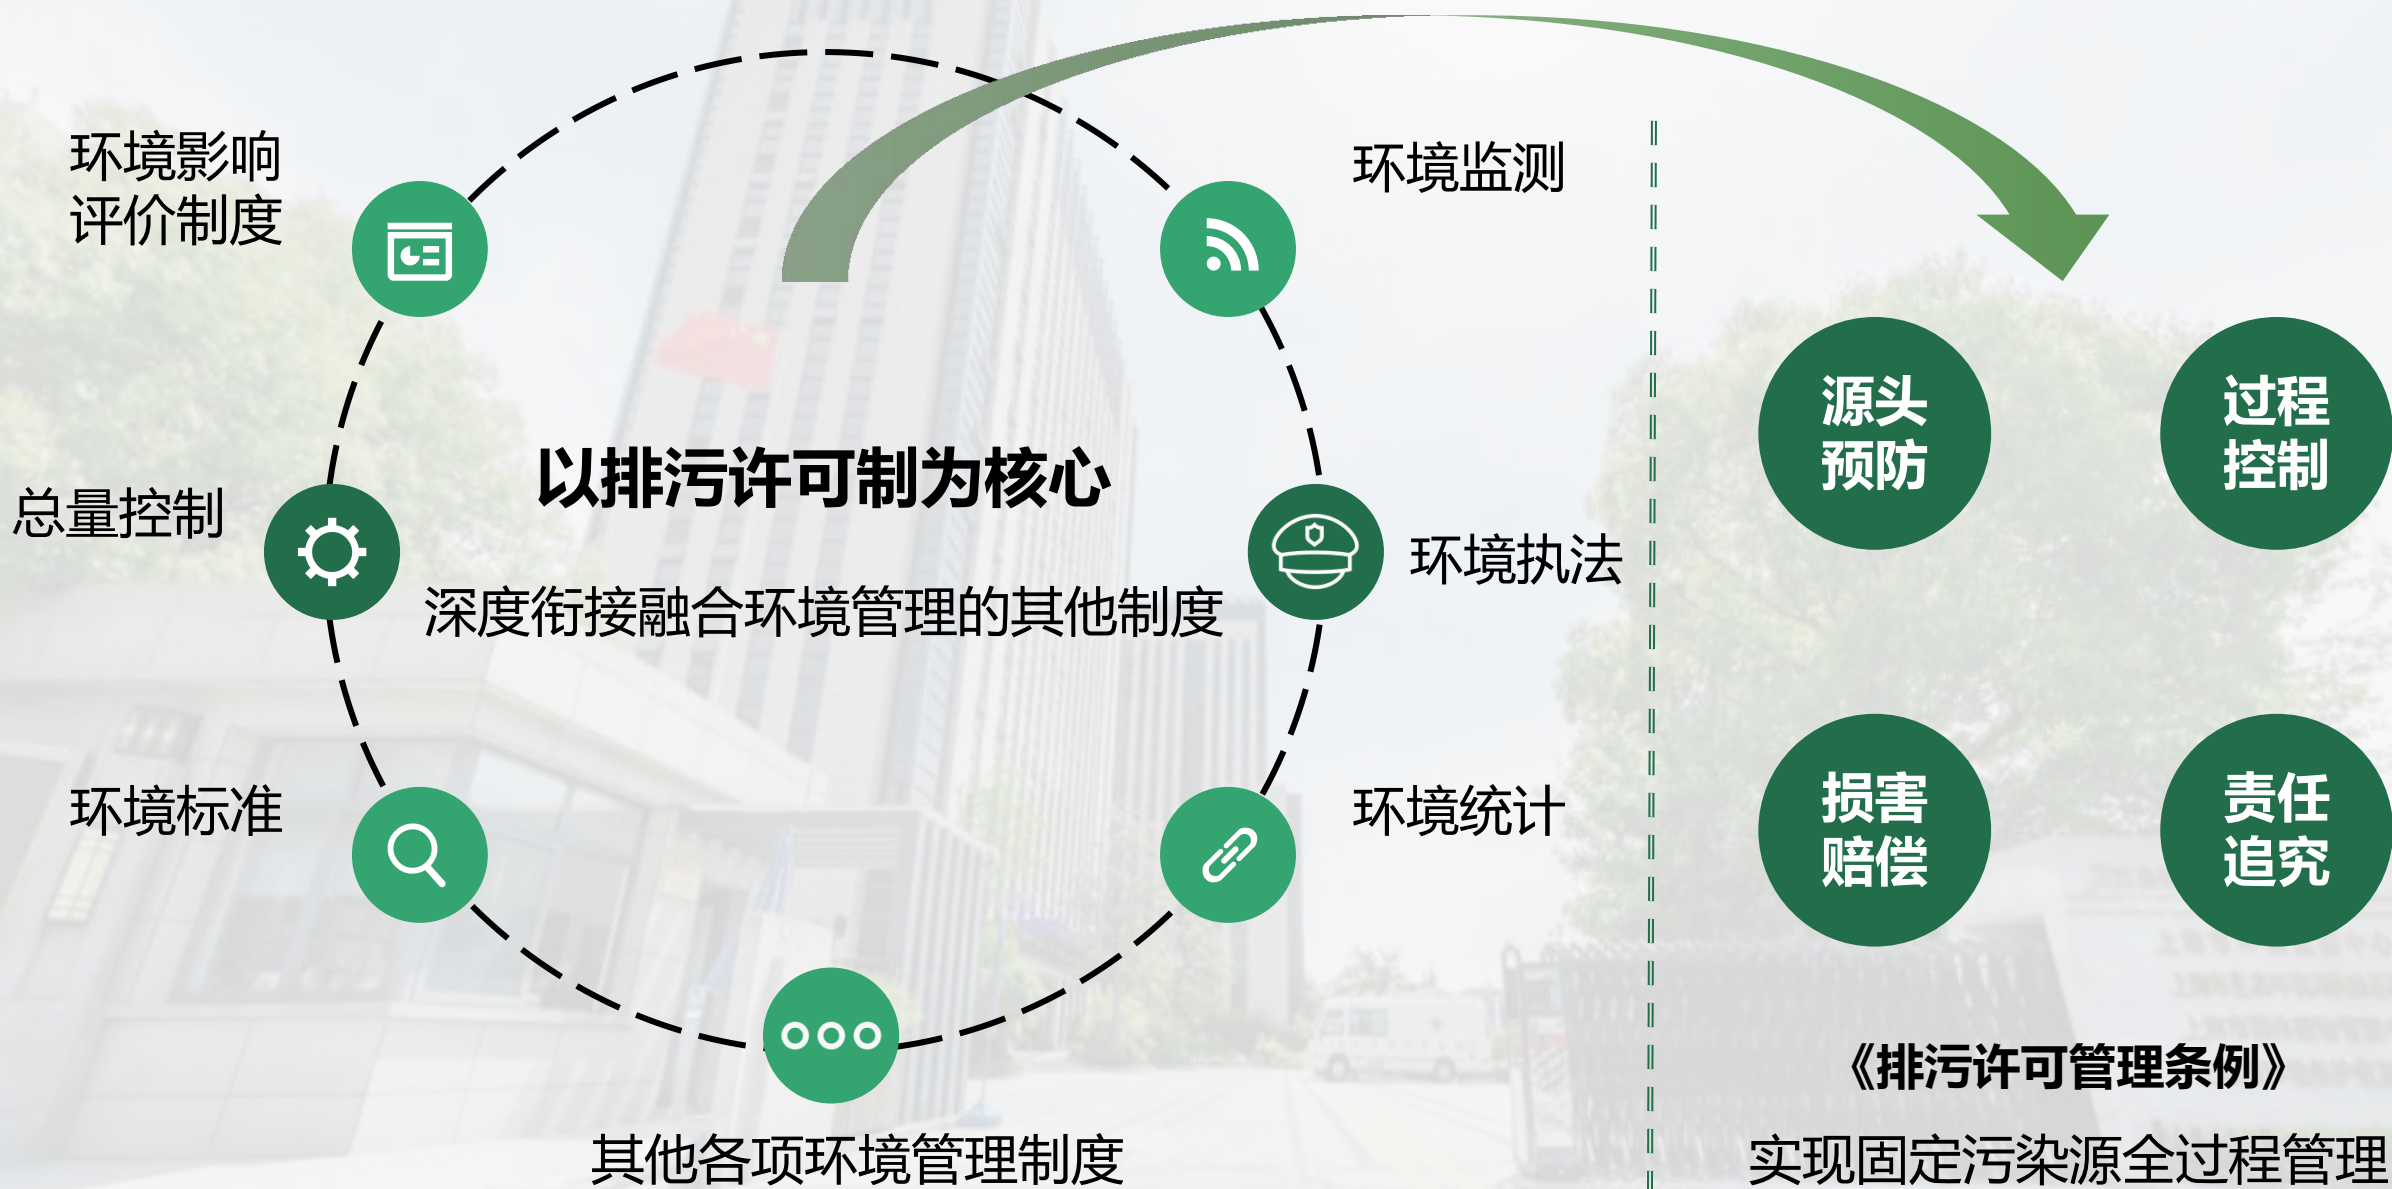 环境影响
评价制度
总量控制
环境标准
环境监测
环境执法
环境统计
以排污许可制为核心
深度衔接融合环境管理的其他制度
其他各项环境管理制度
源头
预防
过程
控制
损害
赔偿
责任
追究
《排污许可管理条例》
实现固定污染源全过程管理